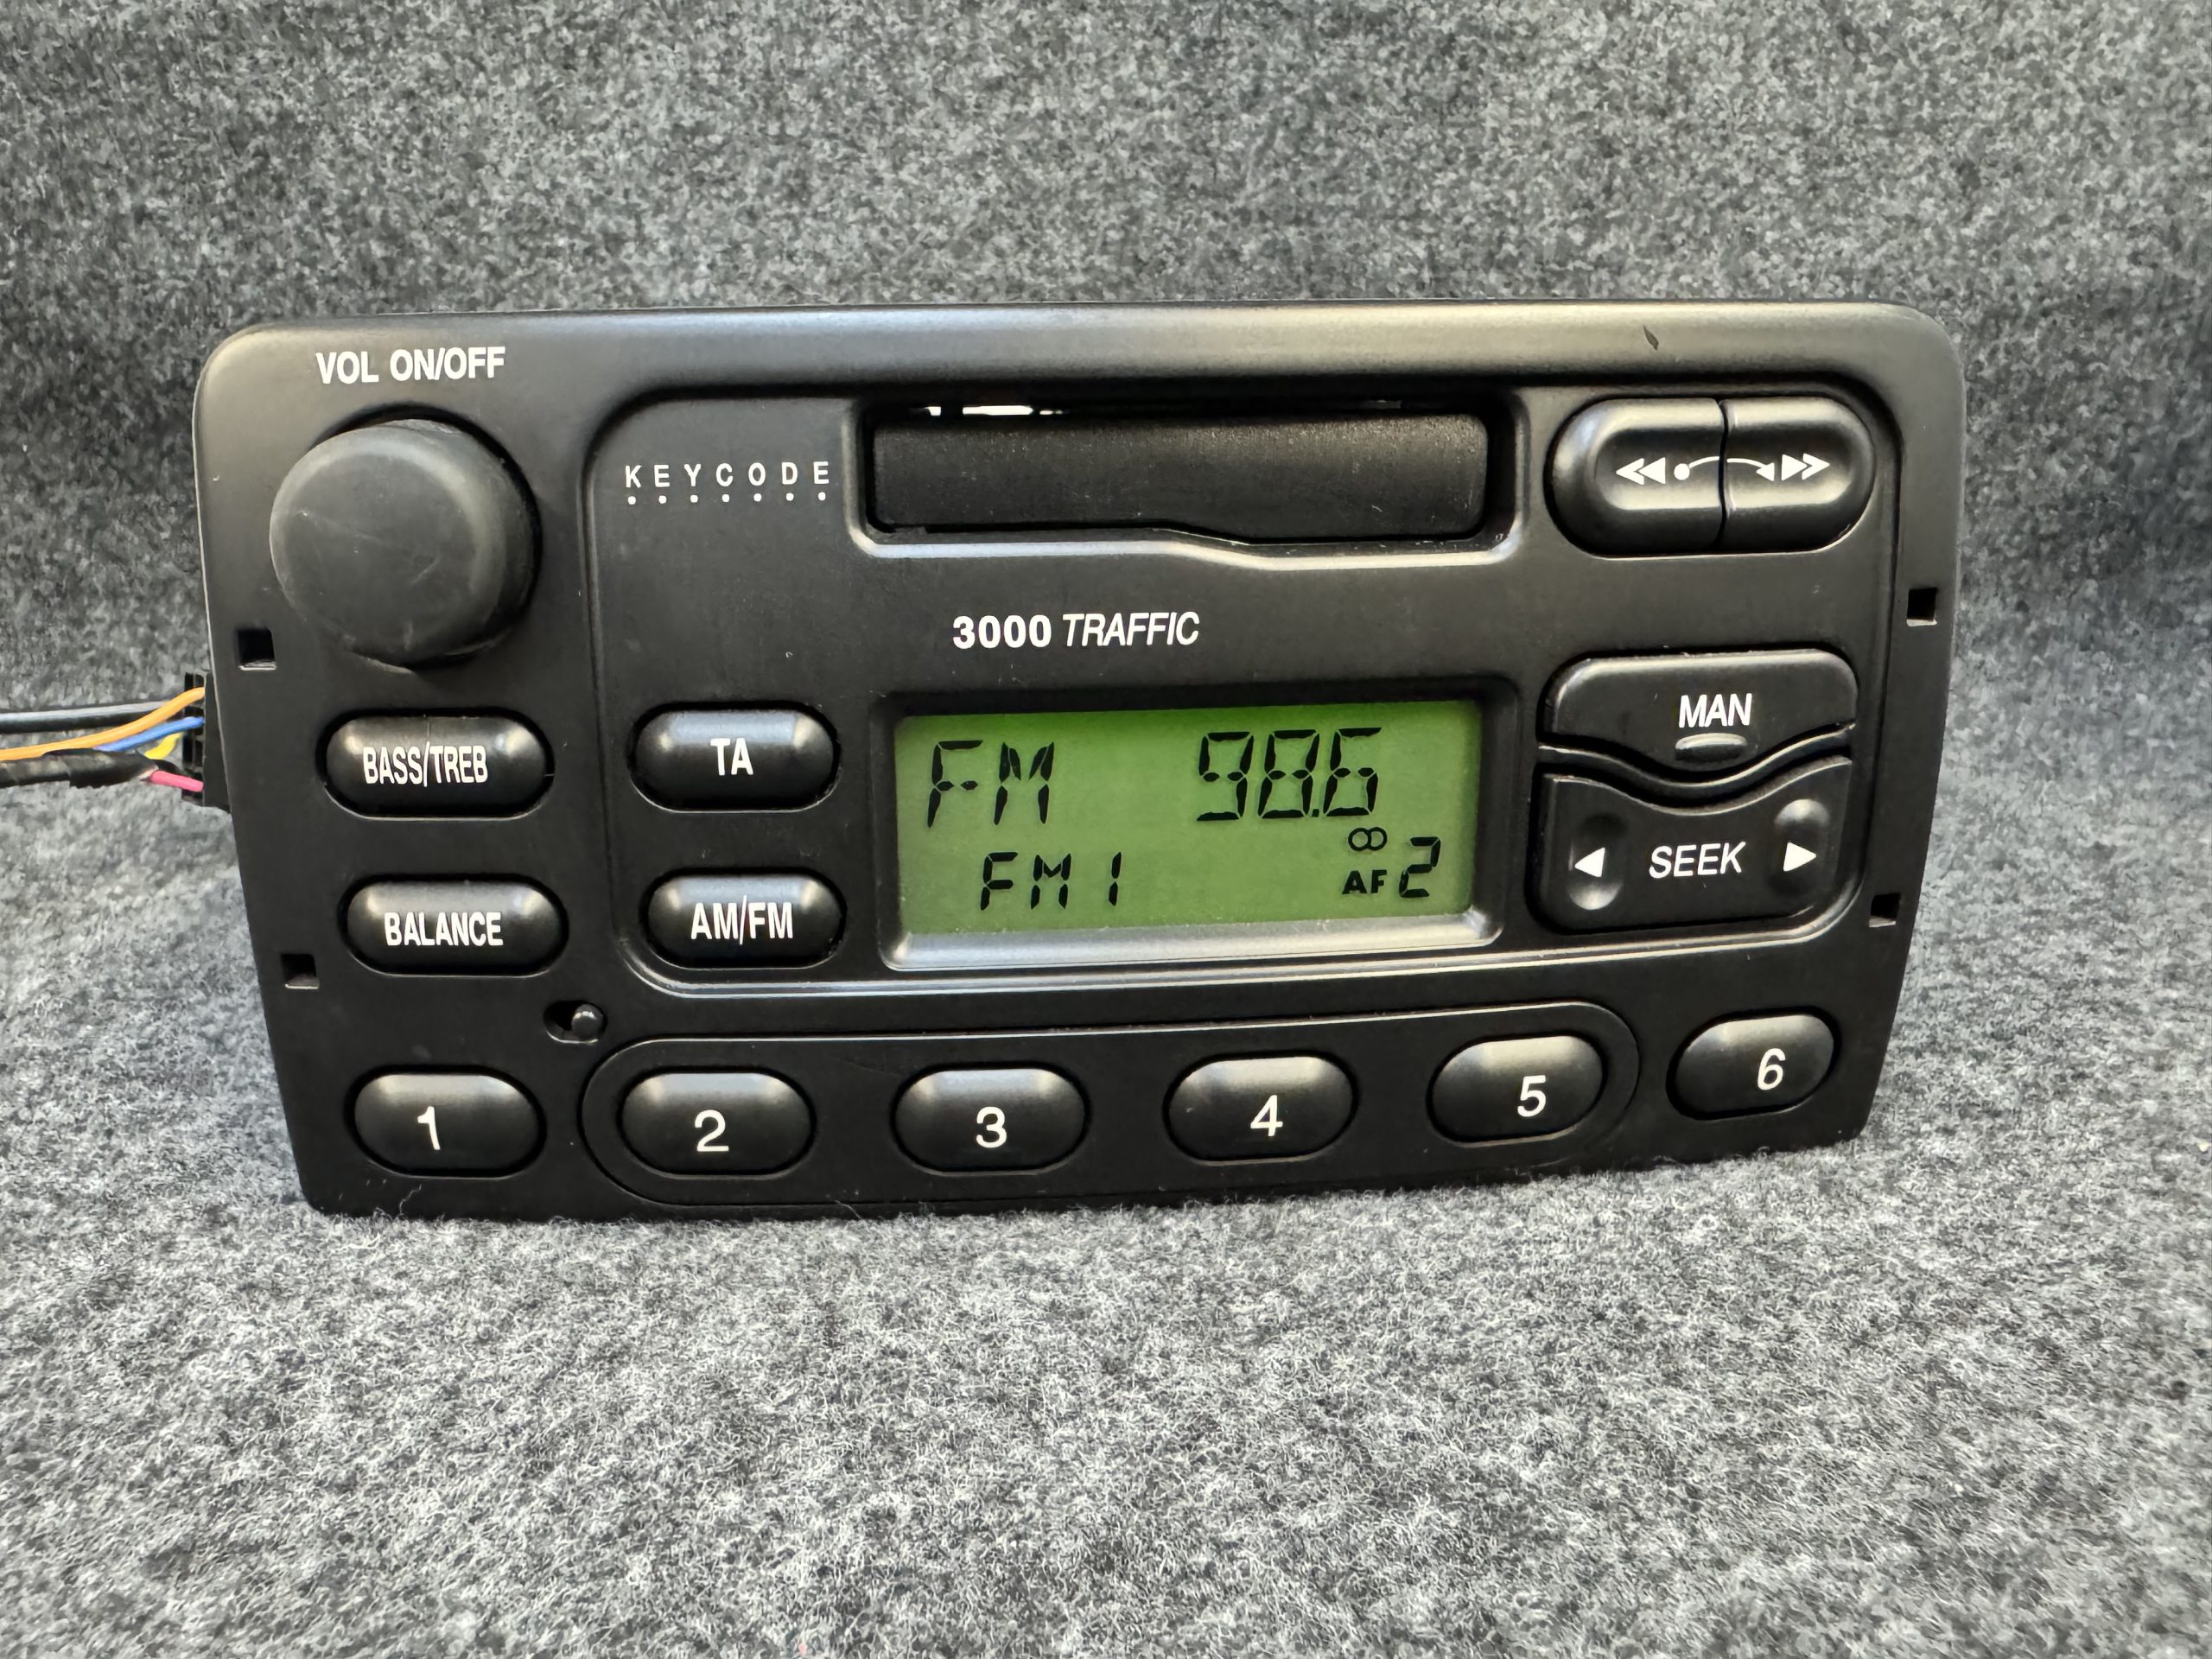 VOL ON/OFF
KEYCODE
3000 TRAFFIC
MAN
BASS/TREB
TA
FM 98.6
SEEK
FM1
AF 2
BALANCE
AM/FM
1 2 3 4 5 6